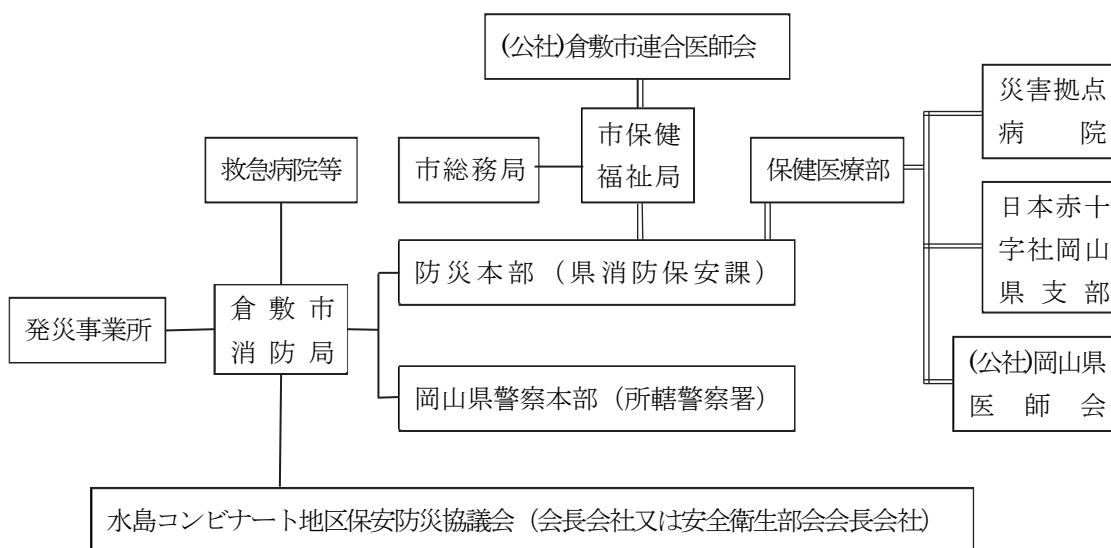 (公社)倉敷市連合医師会
災害拠点
病院
市保健
福祉局
救急病院等
市総務局
保健医療部
日本赤十
字社岡山
県支部
防災本部（県消防保安課）
倉敷市
消防局
発災事業所
(公社)岡山県
医師会
岡山県警察本部（所轄警察署）
水島コンビナート地区保安防災協議会（会長会社又は安全衛生部会会長会社）